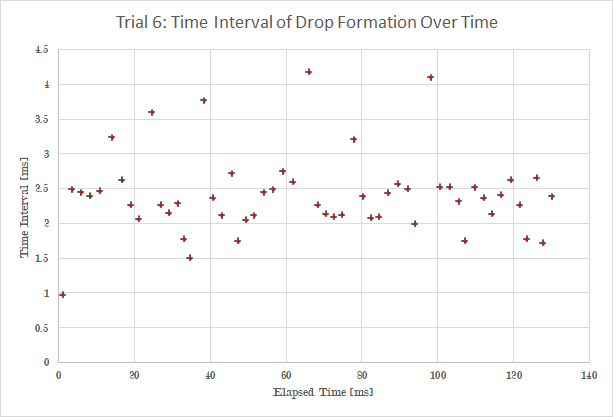 Trial 6: Time Interval of Drop Formation Over Time
4.5
4
3.5
3
2.5
2
1.5
1
0.5
0
Time Interval [ms]
0 20 40 60 80 100 120 140
Elapsed Time [ms]